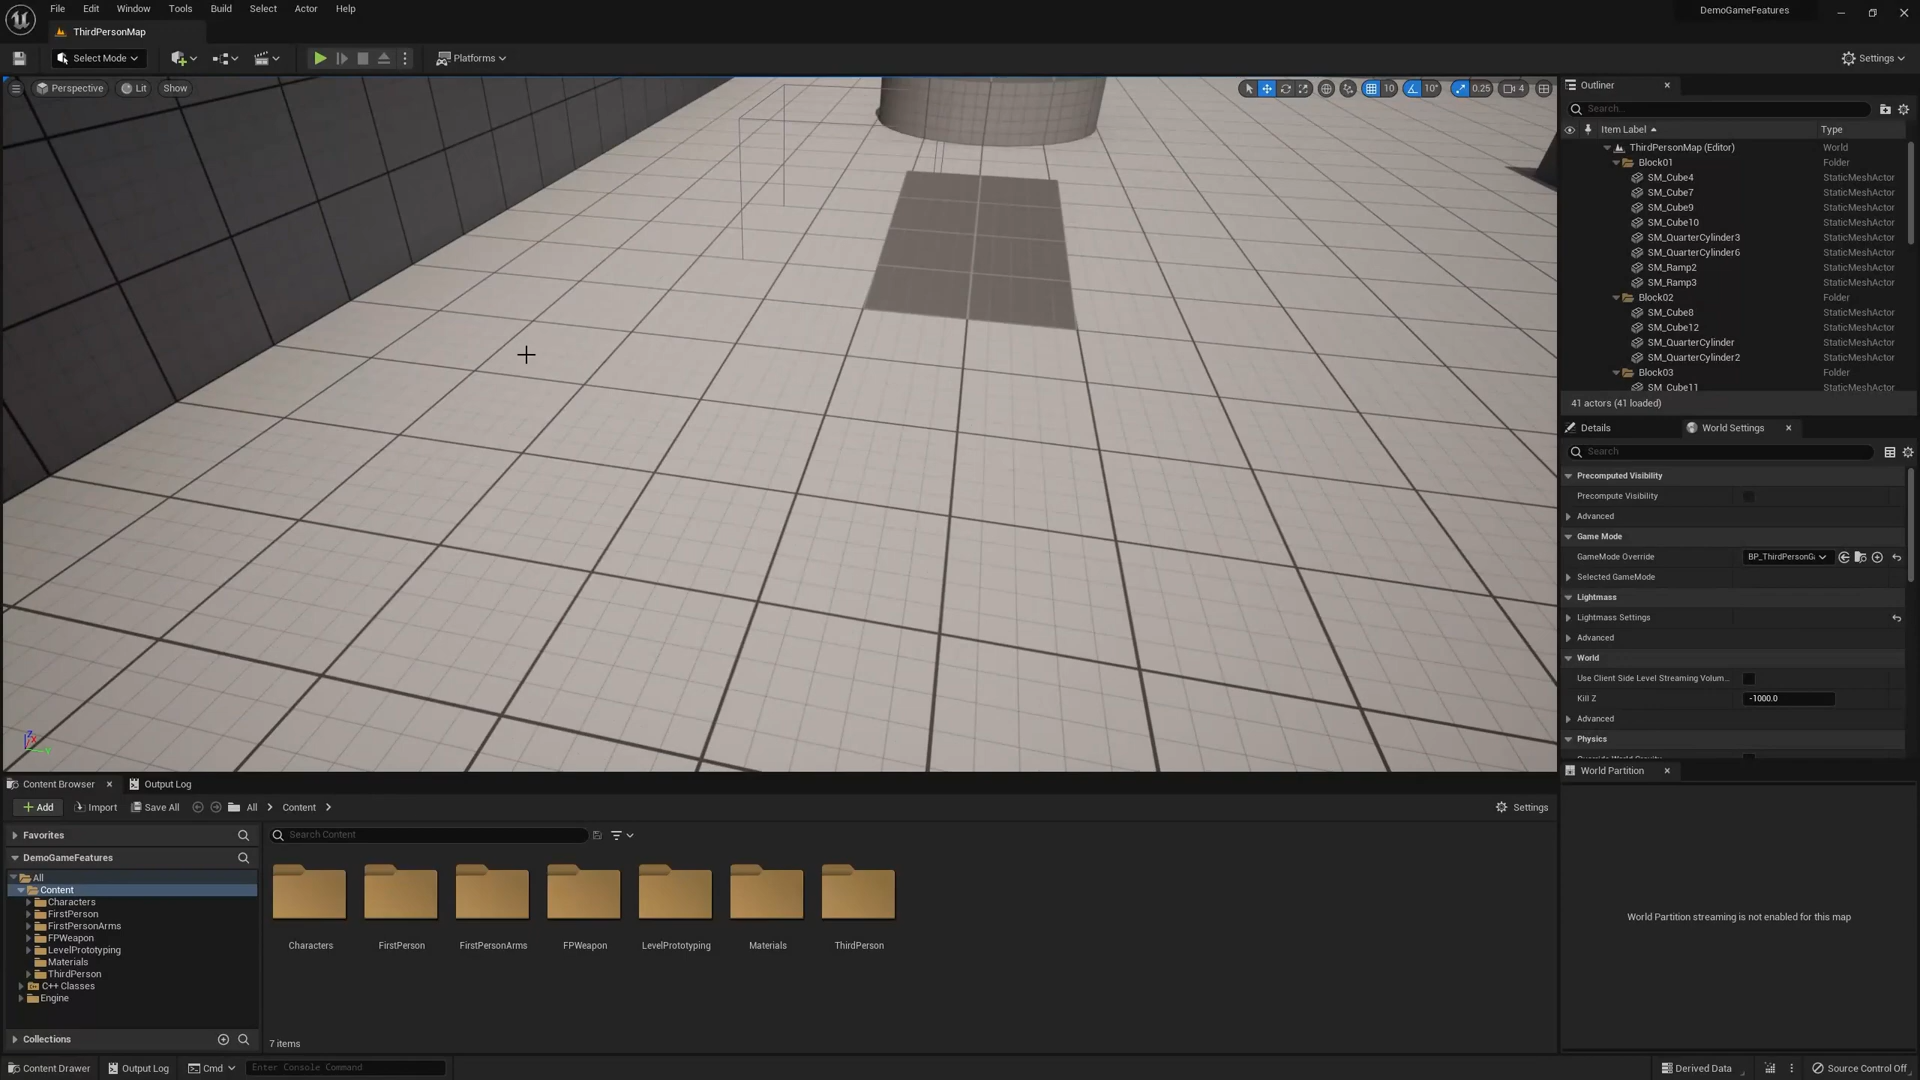 File Edit Window Tools Build Select Actor Help
DemoGameFeatures
ThirdPersonMap
Select Mode
Platforms
Settings
Perspective
Lit
Show
10
10°
0.25
4
Outliner
Search...
Item Label
Type
ThirdPersonMap (Editor) World
Block01 Folder
SM_Cube4 StaticMeshActor
SM_Cube7 StaticMeshActor
SM_Cube9 StaticMeshActor
SM_Cube10 StaticMeshActor
SM_QuarterCylinder3 StaticMeshActor
SM_QuarterCylinder6 StaticMeshActor
SM_Ramp2 StaticMeshActor
SM_Ramp3 StaticMeshActor
Block02 Folder
SM_Cube8 StaticMeshActor
SM_Cube12 StaticMeshActor
SM_QuarterCylinder StaticMeshActor
SM_QuarterCylinder2 StaticMeshActor
Block03 Folder
SM_Cube11 StaticMeshActor
41 actors (41 loaded)
Details
World Settings
Search
Precomputed Visibility
Precompute Visibility
Advanced
Game Mode
GameMode Override BP_ThirdPersonG
Selected GameMode
Lightmass
Lightmass Settings
Advanced
World
Use Client Side Level Streaming Volum...
Kill Z -1000.0
Advanced
Physics
World Partition
World Partition streaming is not enabled for this map
Content Browser
Output Log
Add
Import
Save All
All
Content
Settings
Favorites
DemoGameFeatures
All
Content
Characters
FirstPerson
FirstPersonArms
FPWeapon
LevelPrototyping
Materials
ThirdPerson
C++ Classes
Engine
Collections
Search Content
Characters
FirstPerson
FirstPersonArms
FPWeapon
LevelPrototyping
Materials
ThirdPerson
7 items
Content Drawer
Output Log
Cmd
Enter Console Command
Derived Data
Source Control Off